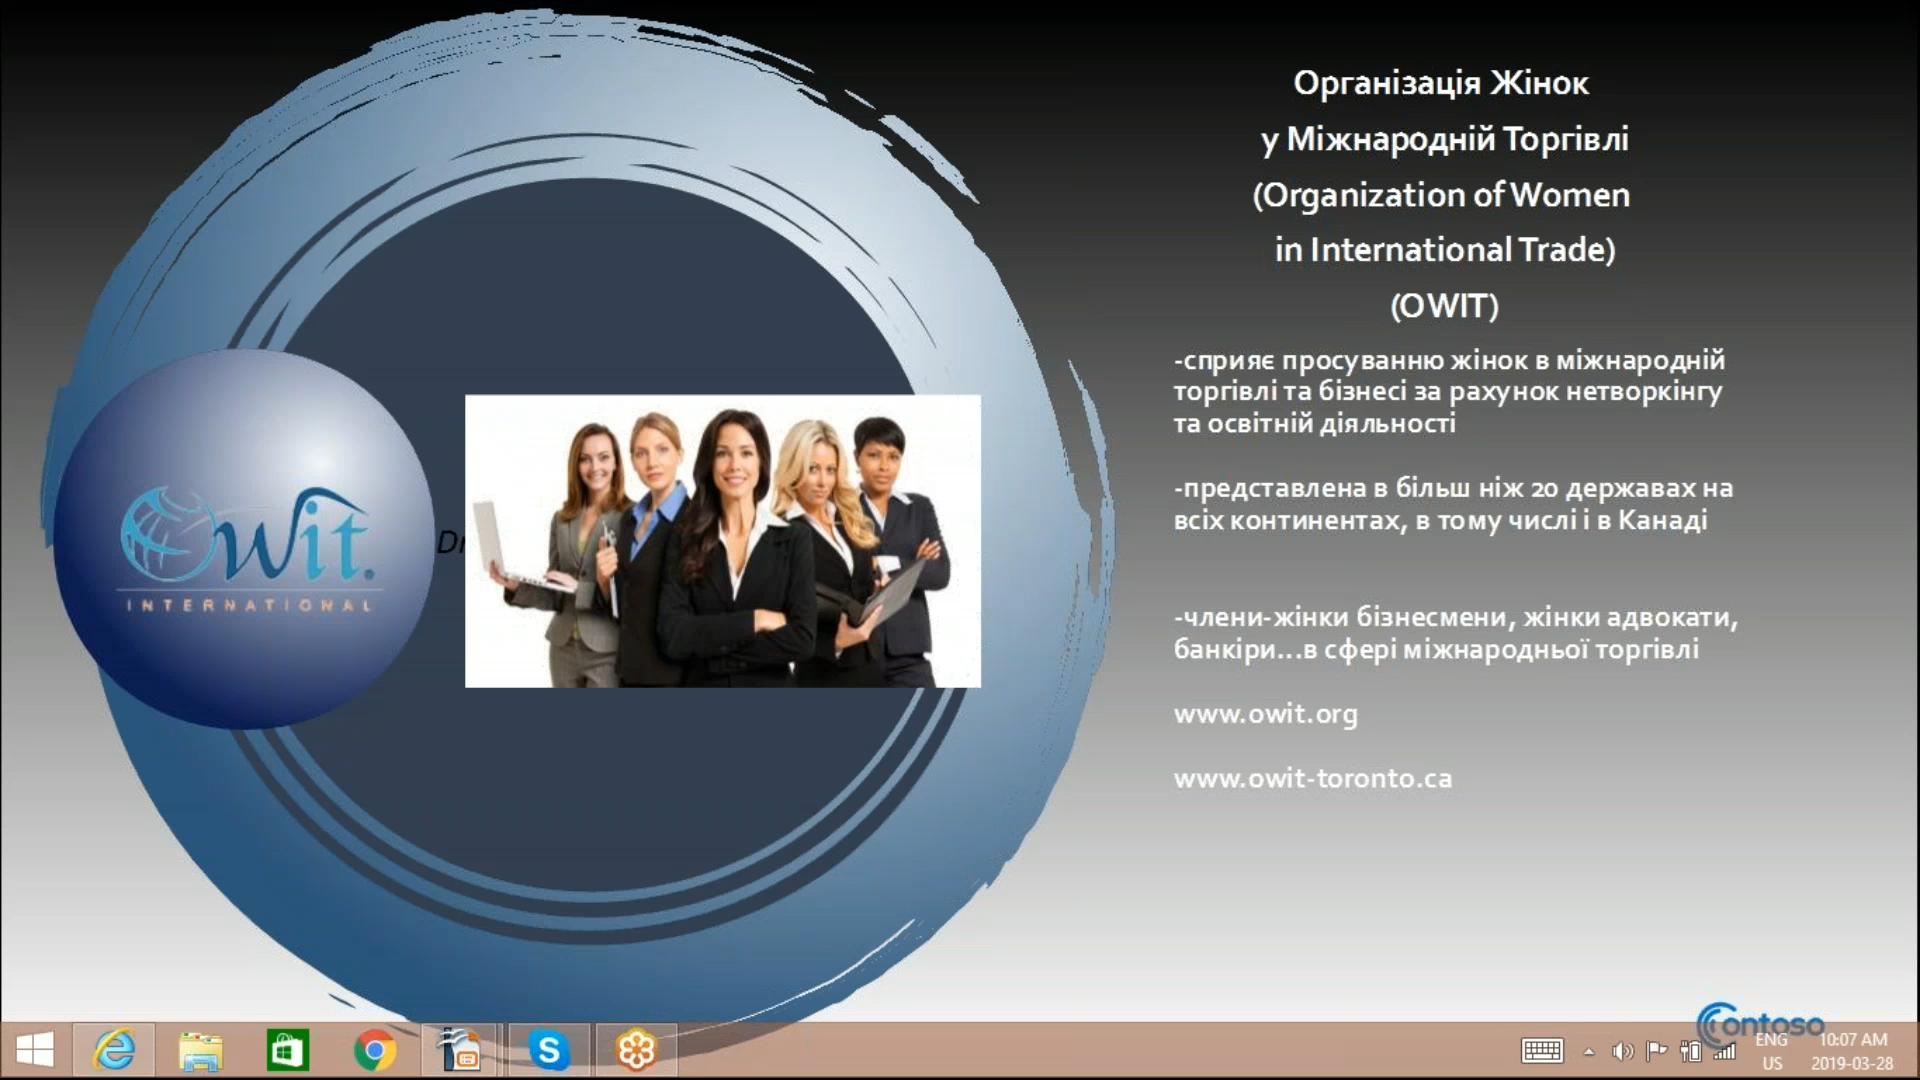 Організація Жінок
у Міжнародній Торгівлі
(Organization of Women
in International Trade)
(OWIT)
-сприяє просуванню жінок в міжнародній
торгівлі та бізнесі за рахунок нетворкінгу
та освітній діяльності
-представлена в більш ніж 20 державах на
всіх континентах, в тому числі і в Канаді
-члени-жінки бізнесмени, жінки адвокати,
банкіри...в сфері міжнародньої торгівлі
www.owit.org
www.owit-toronto.ca
Owit.
INTERNATIONAL
Contoso
ENG
US
10:07 AM
2019-03-28